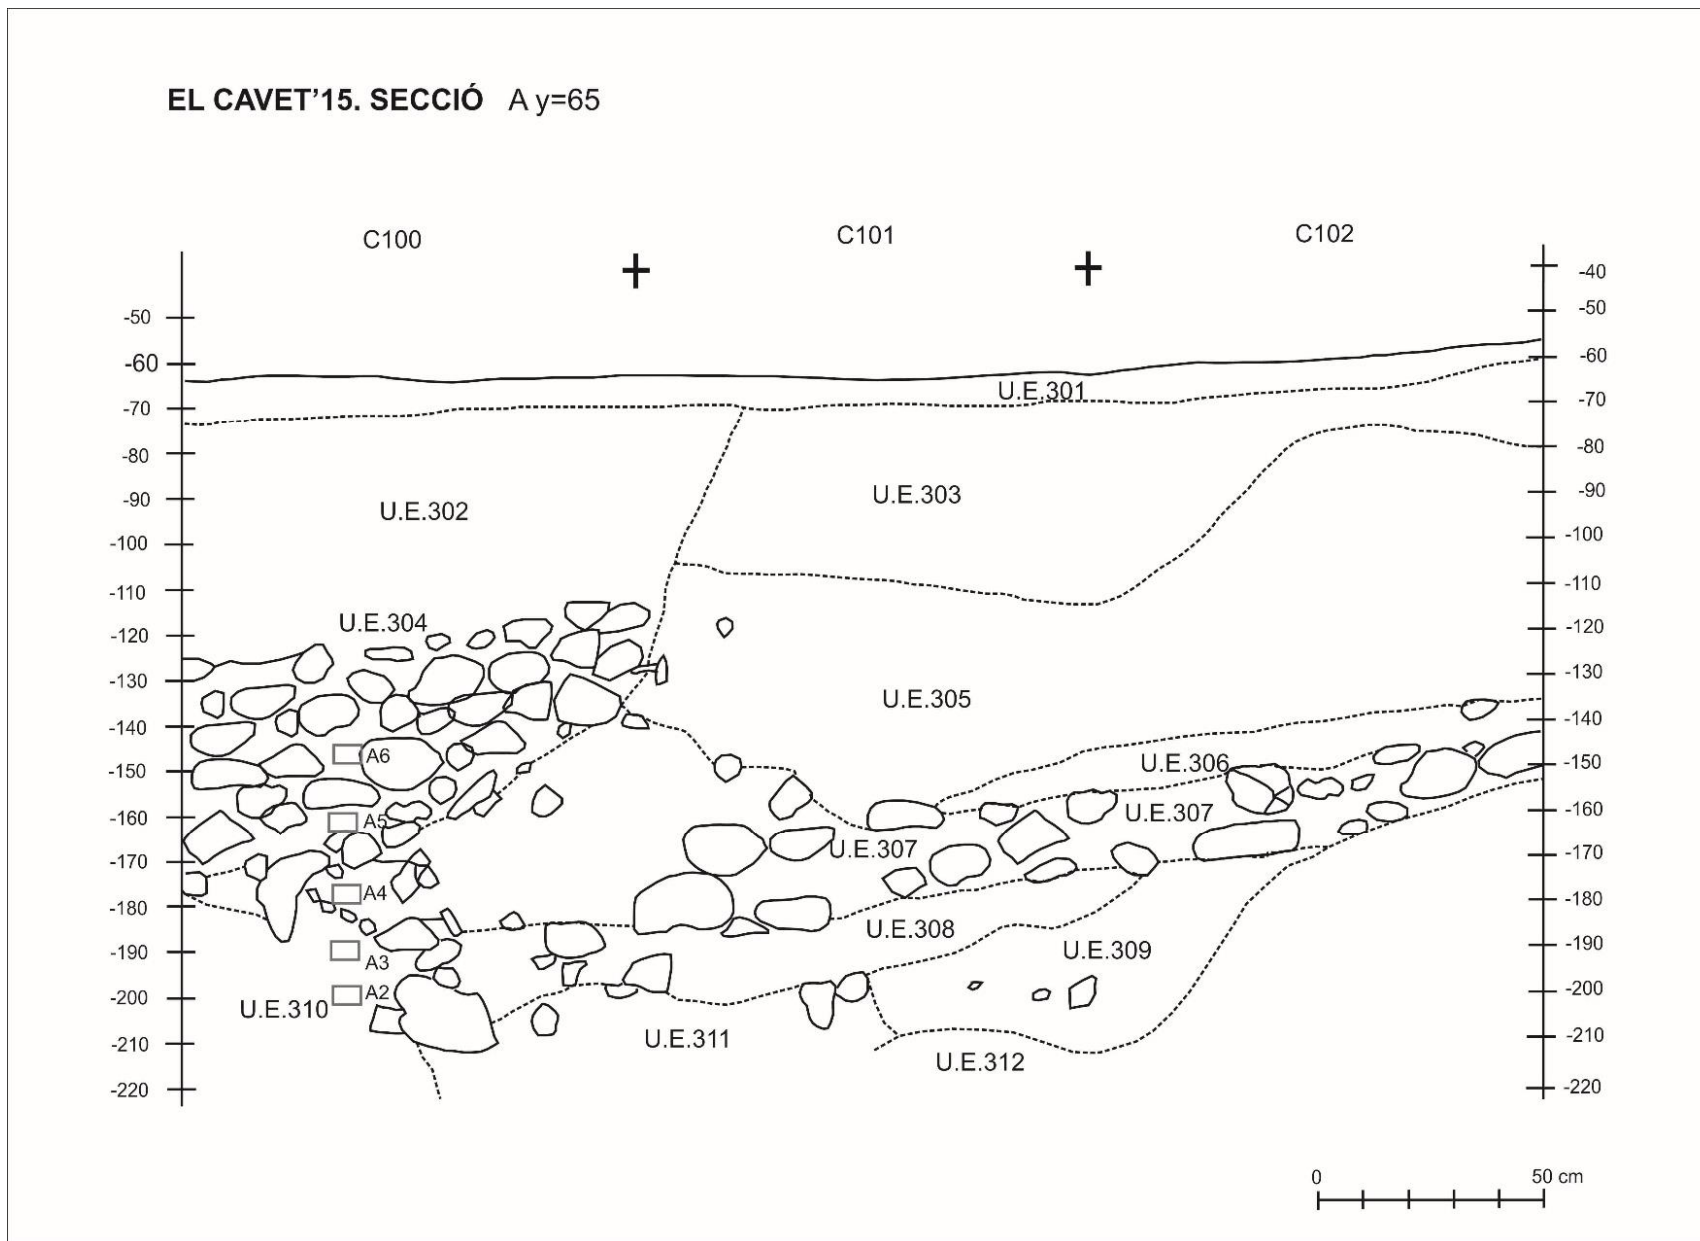 EL CAVET’15. SECCIÓ A y=65
C100
C101
C102
-40
-50
-50
-60
-60
U.E.301
-70
-70
-80
-80
-90
-90
U.E.302
U.E.303
-100
-100
-110
-110
U.E.304
-120
-120
-130
-130
U.E.305
-140
-140
A6
U.E.306
-150
-150
A5
U.E.307
-160
-160
U.E.307
-170
-170
A4
-180
-180
U.E.308
-190
-190
A3
U.E.309
A2
-200
-200
U.E.310
U.E.311
-210
-210
U.E.312
-220
-220
0
50 cm